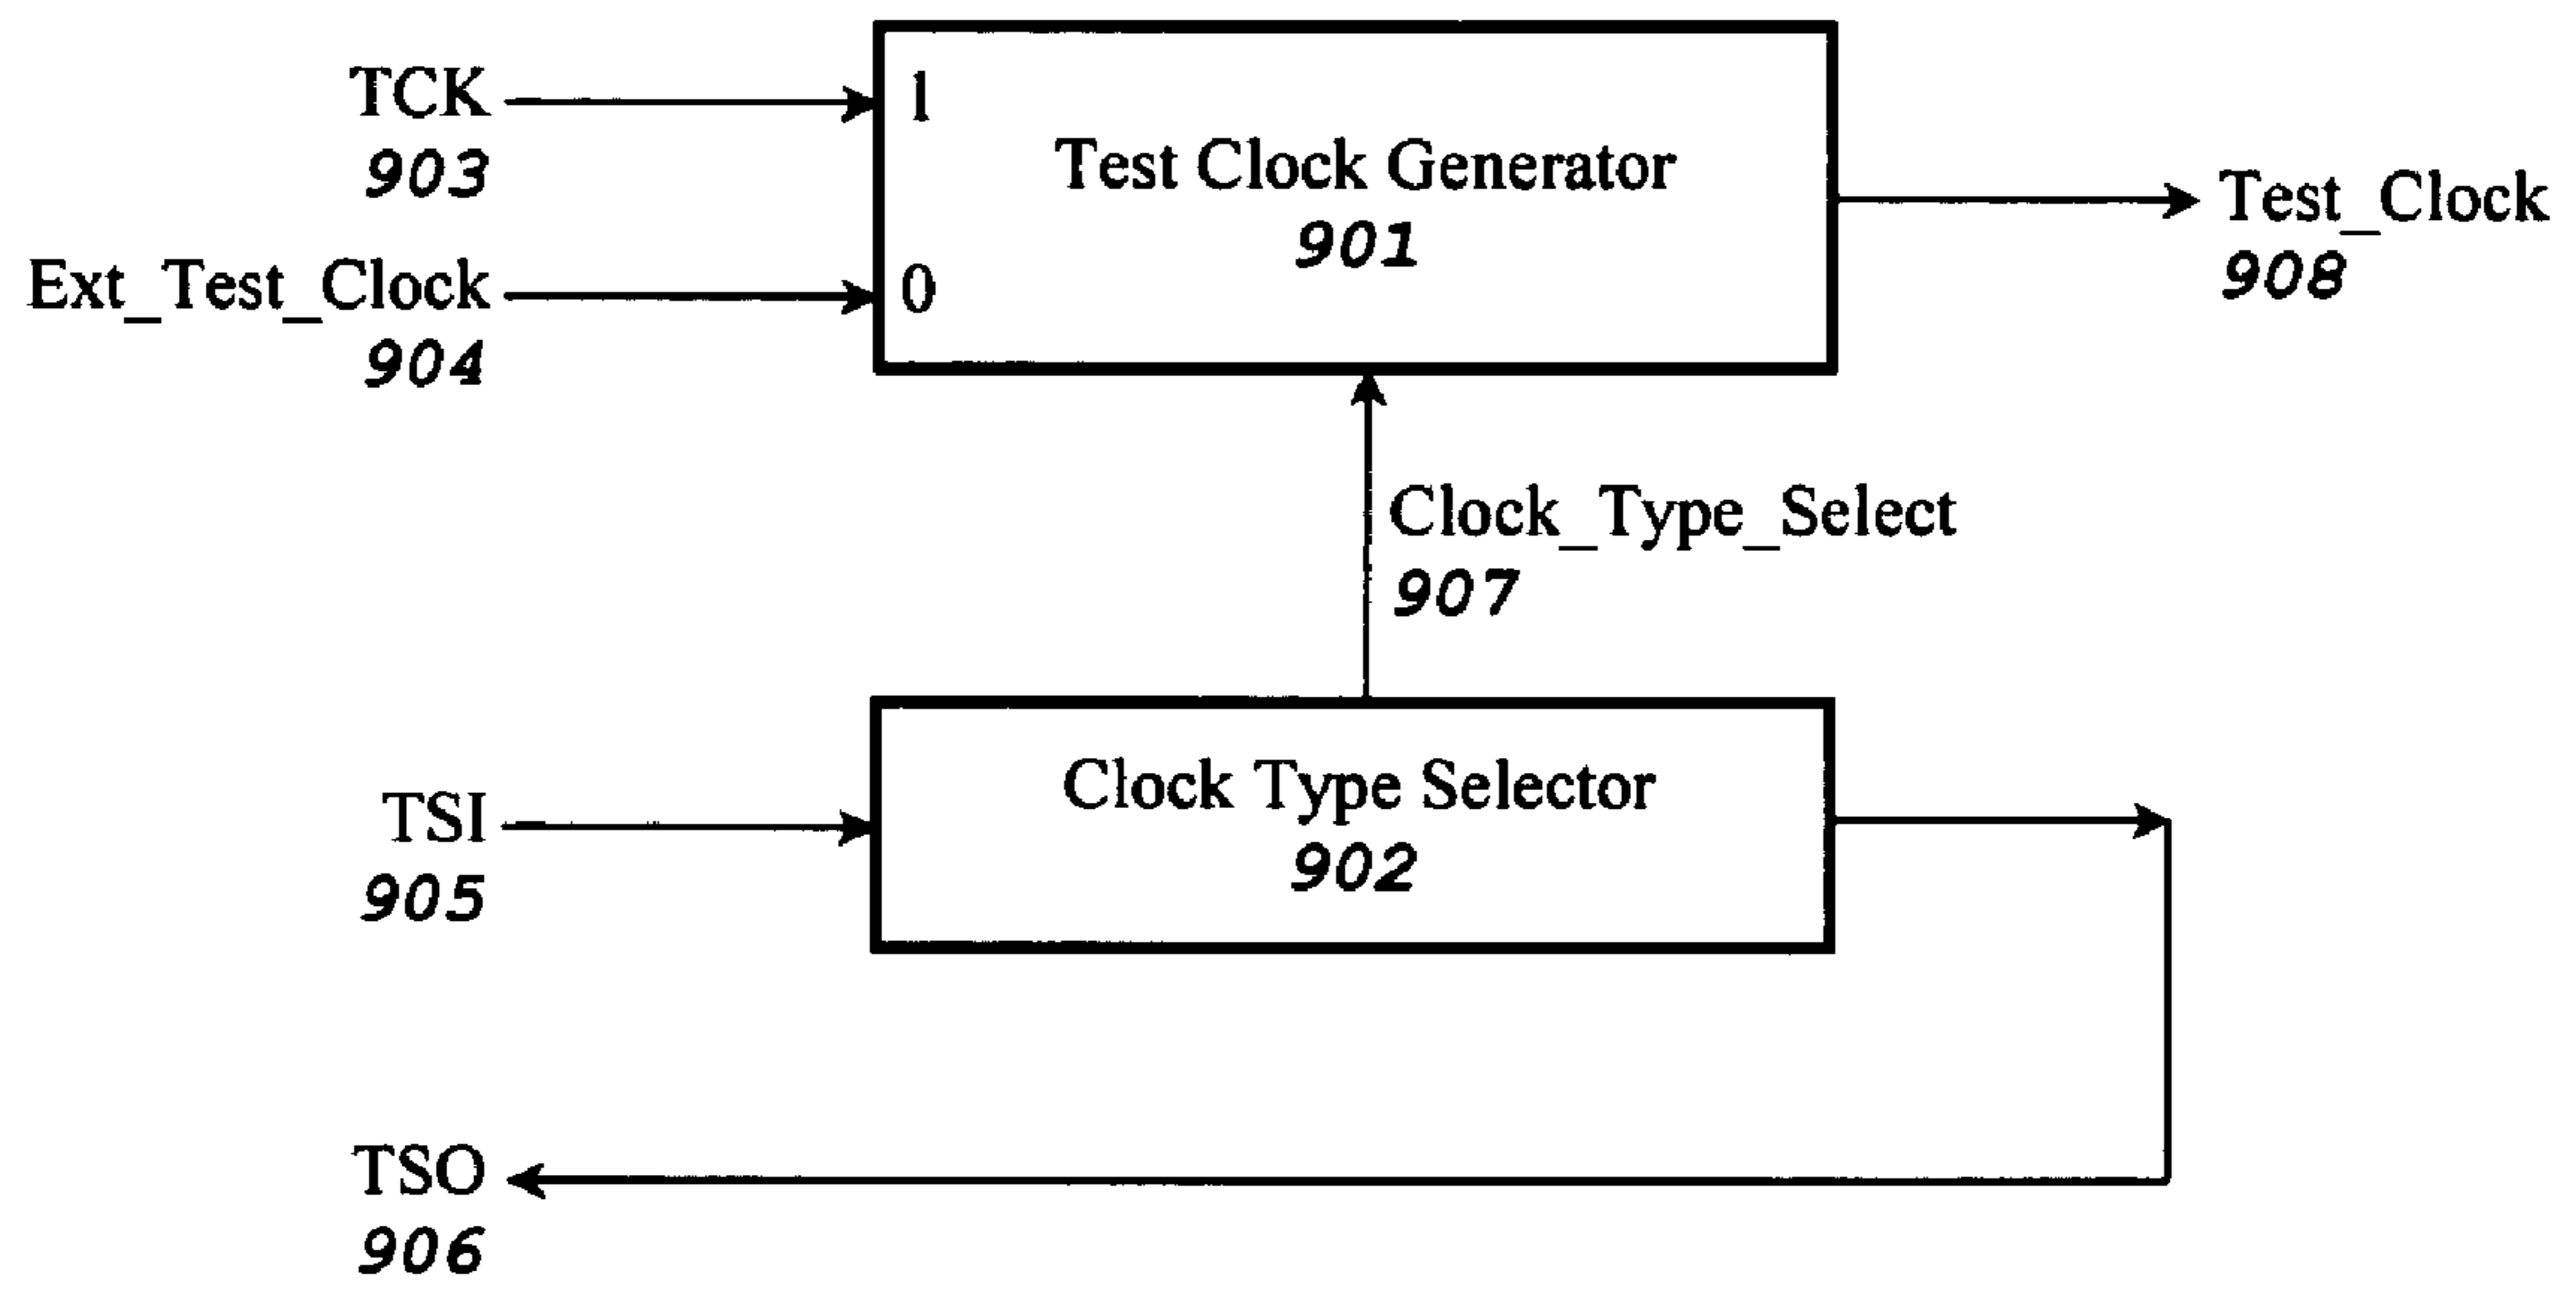 TCK
903
1
Test Clock Generator
901
Ext_Test_Clock
904
0
Test_Clock
908
Clock_Type_Select
907
TSI
905
Clock Type Selector
902
TSO
906